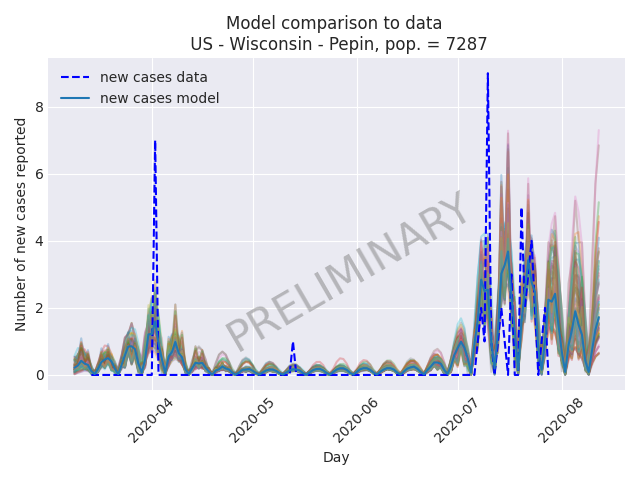 Model comparison to data
US - Wisconsin - Pepin, pop. = 7287
new cases data
new cases model
Number of new cases reported
8
6
4
2
0
PRELIMINARY
2020-04
2020-05
2020-06
2020-07
2020-08
Day